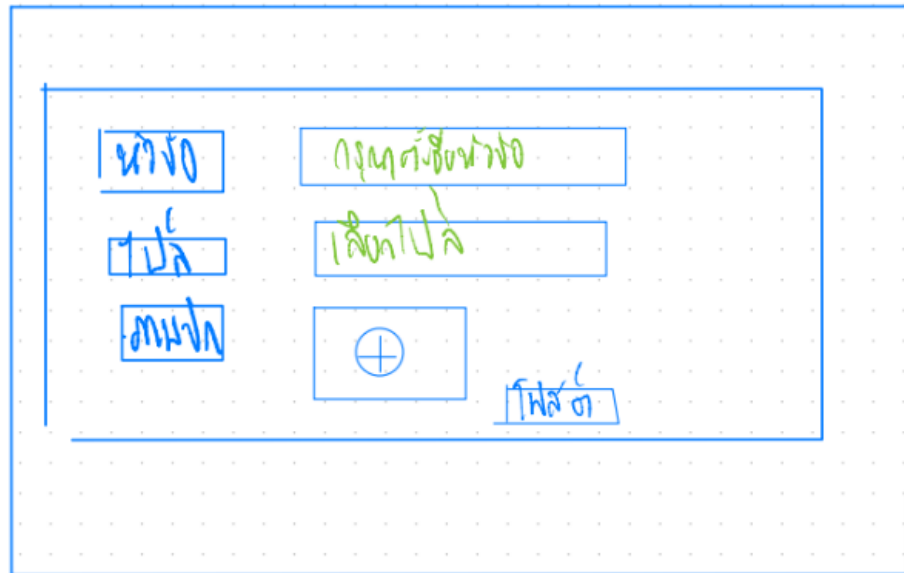 หัวข้อ
กรุณาตั้งชื่อหัวข้อ
ไฟล์
เลือกไฟล์
ภาพปก
โพสต์